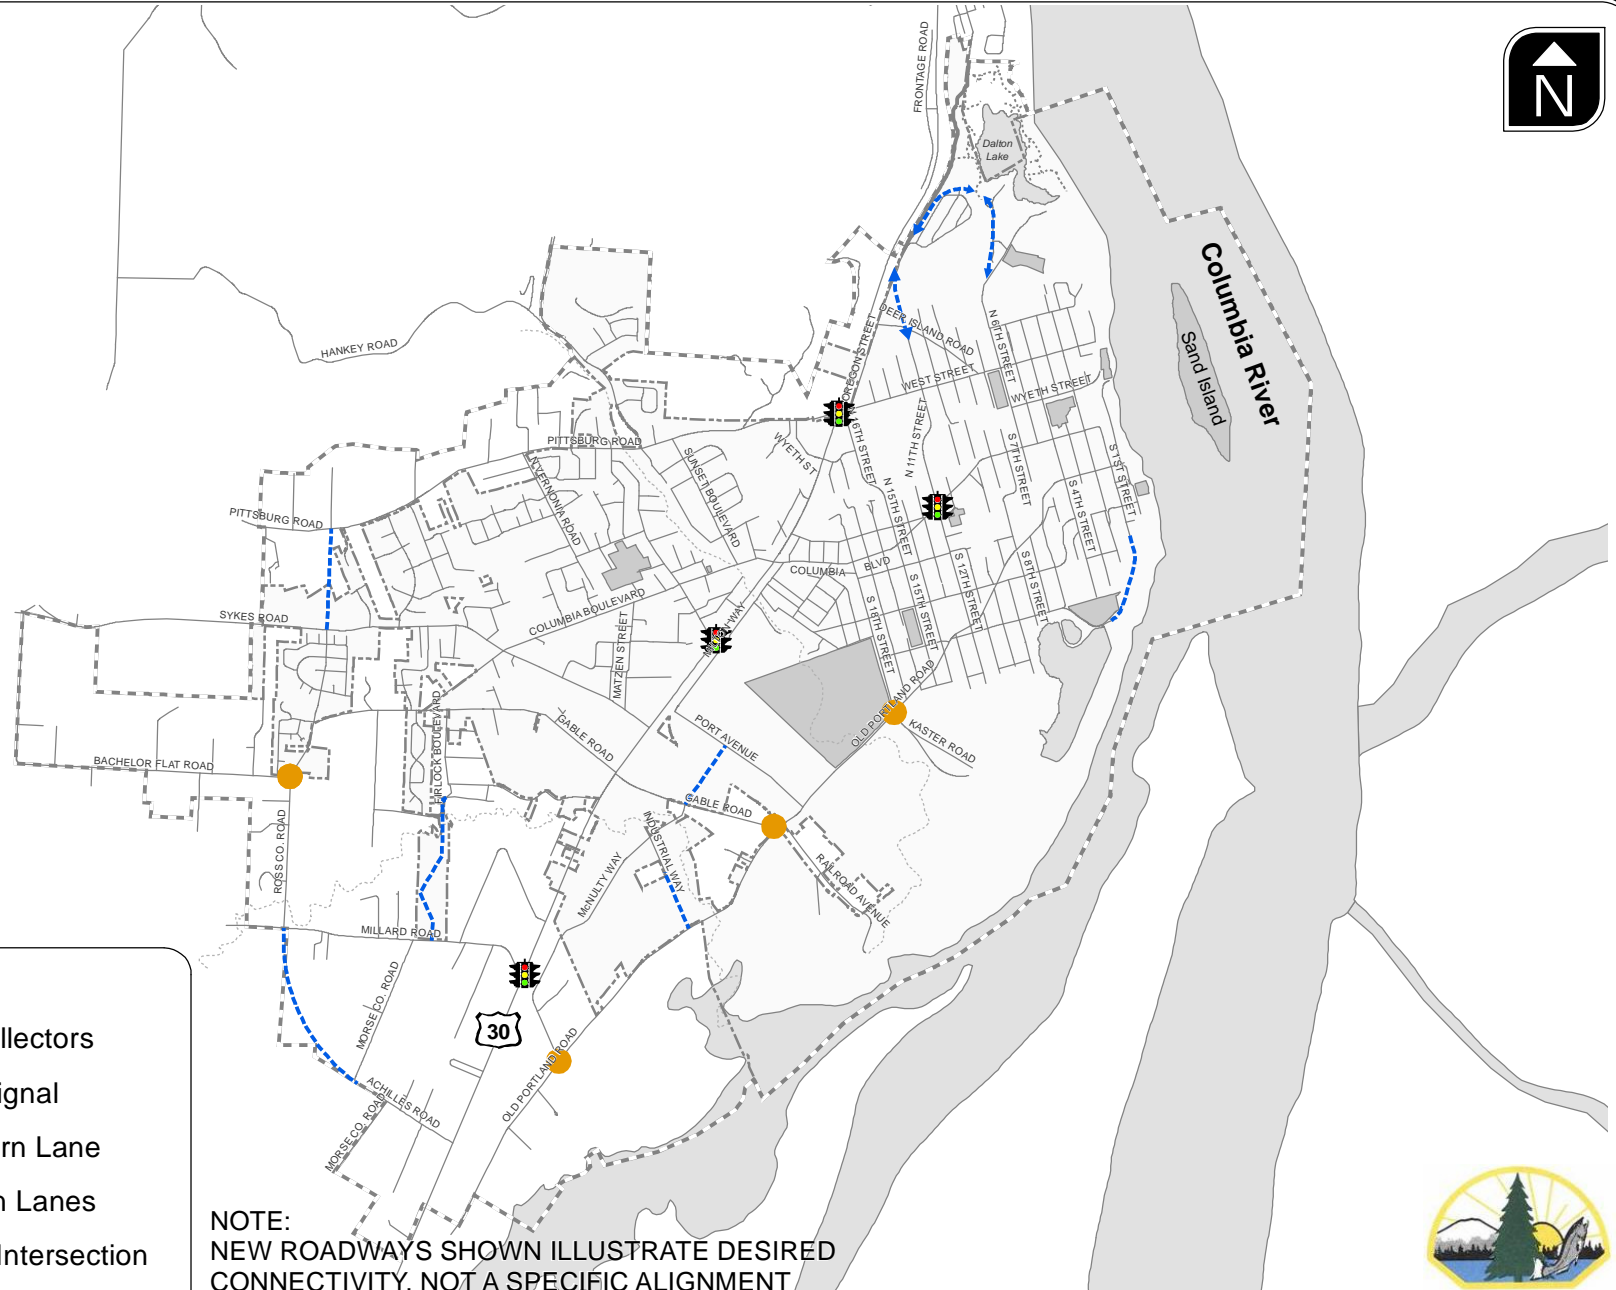 FRONTAGE ROAD
N
Dalton
Lake
Columbia River
Sand Island
DEER ISLAND ROAD
N 6TH STREET
OREGON STREET
HANKEY ROAD
WEST STREET
WYETH STREET
N 16TH STREET
N 11TH STREET
PITTSBURG ROAD
WYETH ST
SUNSET BOULEVARD
S 7TH STREET
S 1ST STREET
N VERNONIA ROAD
N 15TH STREET
S 4TH STREET
PITTSBURG ROAD
COLUMBIA
BLVD
S 12TH STREET
S 8TH STREET
S 15TH STREET
S 18TH STREET
SYKES ROAD
COLUMBIA BOULEVARD
MATZEN STREET
MILTON WAY
OLD PORTLAND ROAD
KASTER ROAD
FIRLOCK BOULEVARD
GABLE ROAD
PORT AVENUE
BACHELOR FLAT ROAD
GABLE ROAD
INDUSTRIAL WAY
ROSS CO. ROAD
McNULTY WAY
RAILROAD AVENUE
MILLARD ROAD
MORSE CO. ROAD
30
OLD PORTLAND ROAD
ACHILLES ROAD
MORSE CO. ROAD
llectors
ignal
rn Lane
n Lanes
Intersection
NOTE:
NEW ROADWAYS SHOWN ILLUSTRATE DESIRED
CONNECTIVITY, NOT A SPECIFIC ALIGNMENT